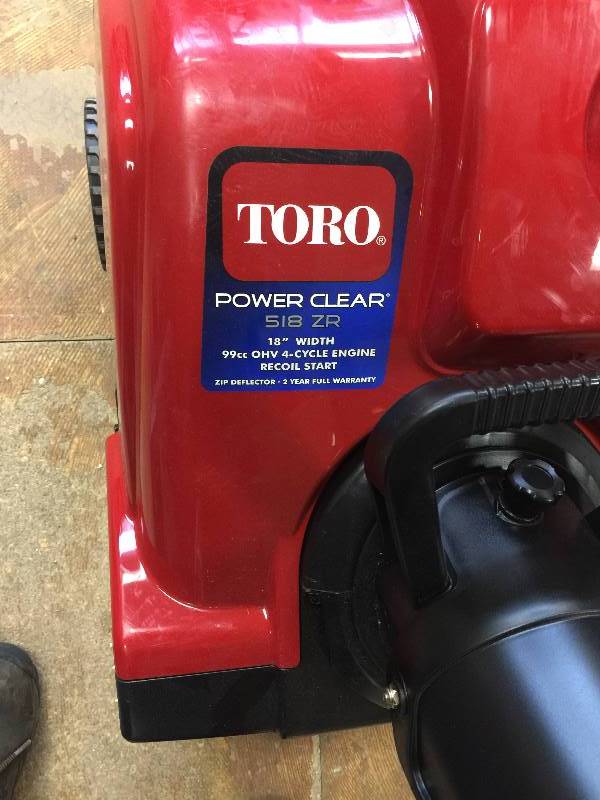 TORO®
POWER CLEAR®
518 ZR
18" WIDTH
99cc OHV 4-CYCLE ENGINE
RECOIL START
ZIP DEFLECTOR • 2 YEAR FULL WARRANTY